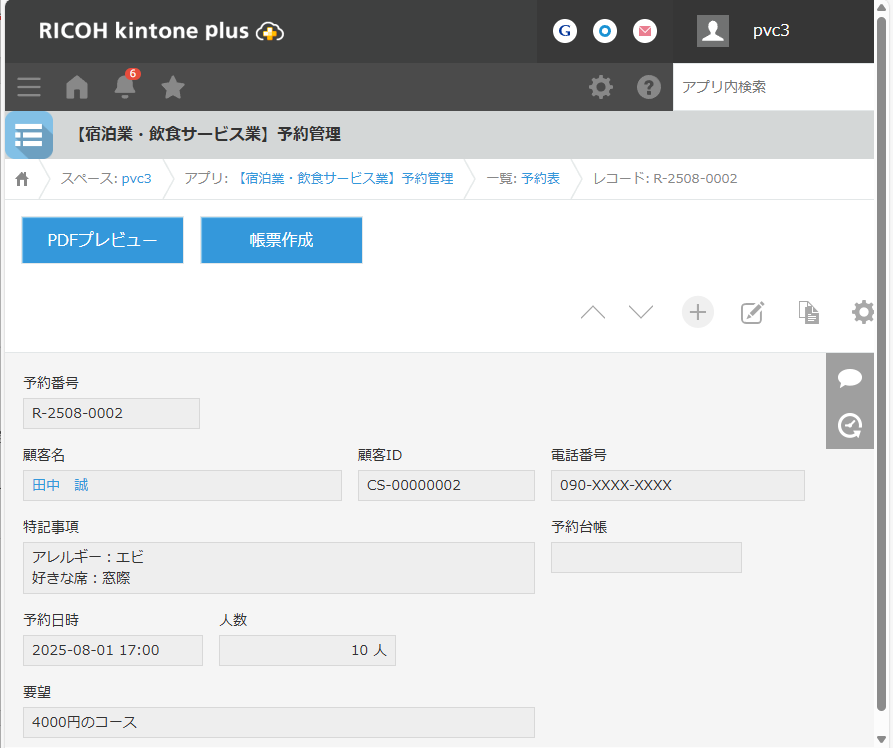 RICOH kintone plus
G
pvc3
6
アプリ内検索
【宿泊業・飲食サービス業】予約管理
スペース: pvc3
アプリ: 【宿泊業・飲食サービス業】予約管理
一覧: 予約表
レコード: R-2508-0002
PDFプレビュー
帳票作成
予約番号
R-2508-0002
顧客名
顧客ID
電話番号
田中 誠
CS-00000002
090-XXXX-XXXX
特記事項
予約台帳
アレルギー：エビ
好きな席：窓際
予約日時
人数
2025-08-01 17:00
10 人
要望
4000円のコース